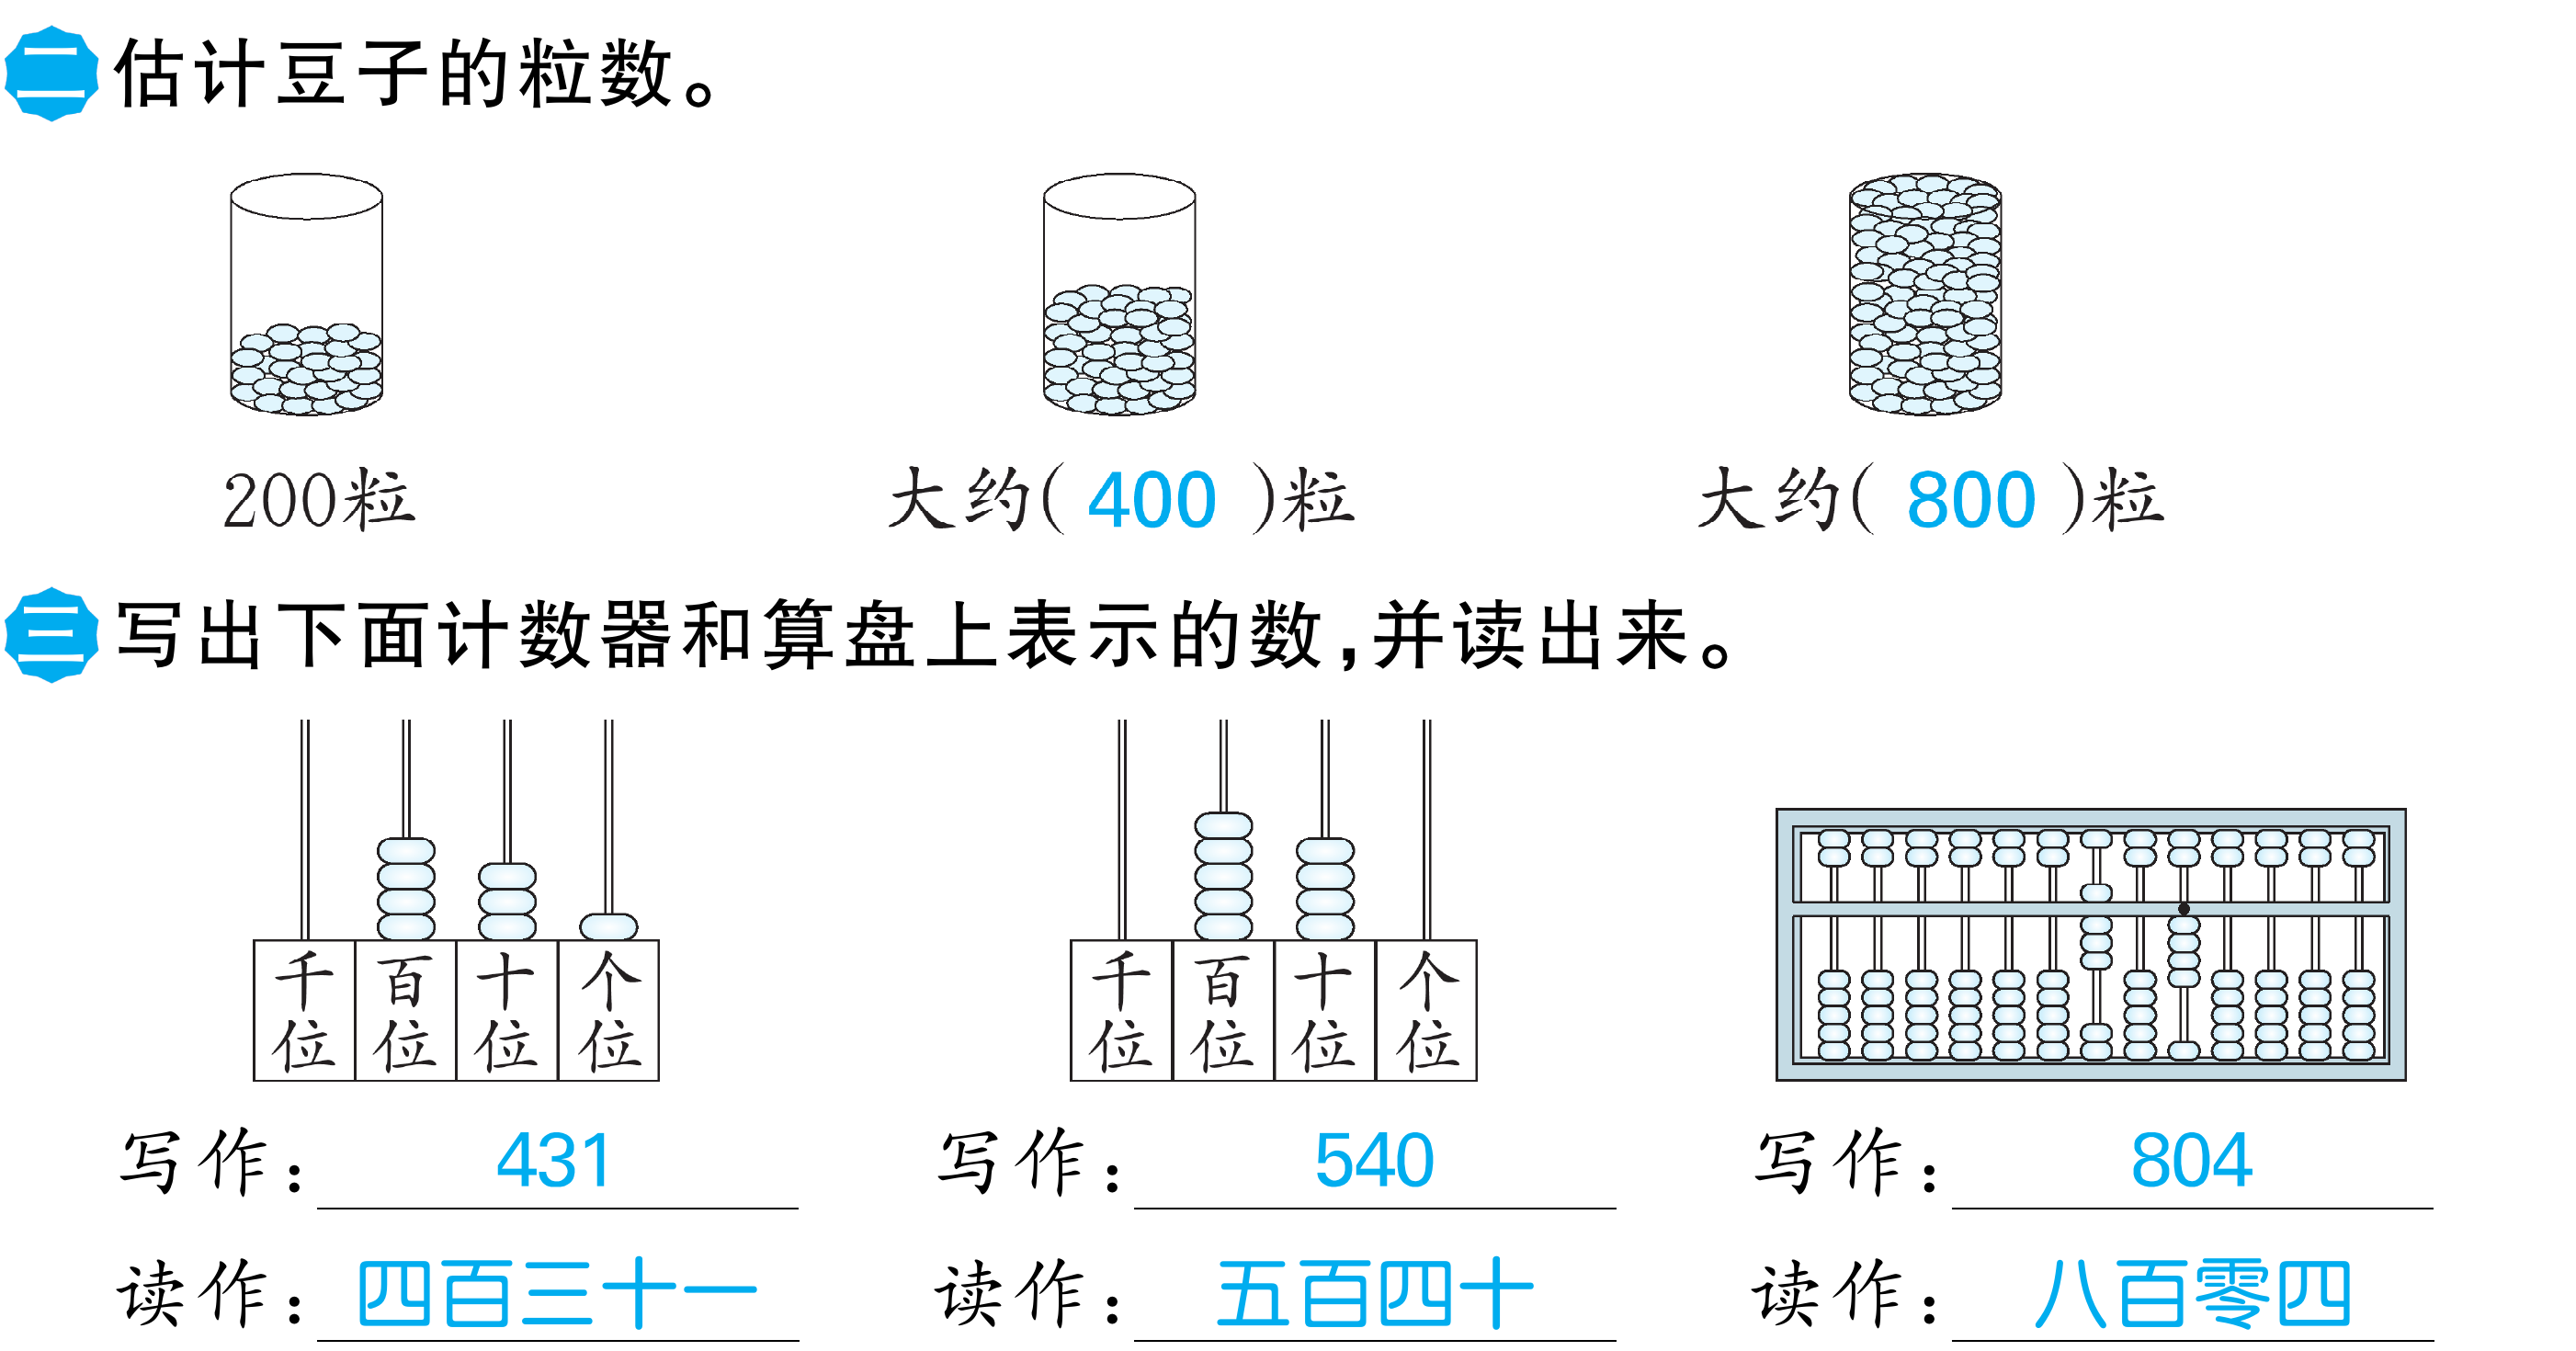 二 估计豆子的粒数。
200粒 大约( 400 )粒 大约( 800 )粒
三 写出下面计数器和算盘上表示的数,并读出来。
千位 百位 十位 个位 千位 百位 十位 个位
写作: 431 写作: 540 写作: 804
读作: 四百三十一 读作: 五百四十 读作: 八百零四